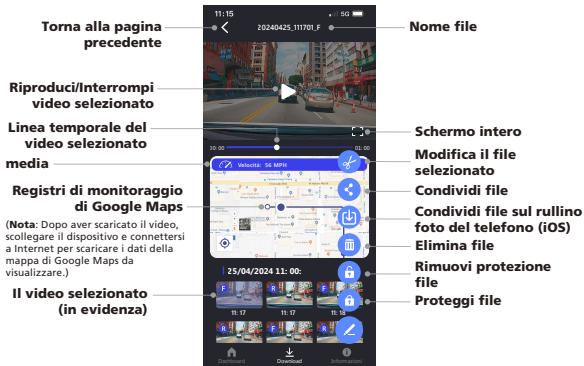 11:15
5G
Torna alla pagina
precedente
20240425_111701_F
Nome file
Riproduci/Interrompi
video selezionato
Linea temporale del
video selezionato
Schermo intero
00:00
01:00
media
Velocità: 56 MPH
Modifica il file
selezionato
Registri di monitoraggio
di Google Maps
Condividi file
(Nota: Dopo aver scaricato il video,
scollegare il dispositivo e connettersi
a Internet per scaricare i dati della
mappa di Google Maps da
visualizzare.)
Condividi file sul rullino
foto del telefono (iOS)
Elimina file
25/04/2024 11: 00:
Rimuovi protezione
file
Il video selezionato
(in evidenza)
F
R
F
Proteggi file
11: 17
11: 17
11: 18
R
F
Dashboard
Download
Informazioni